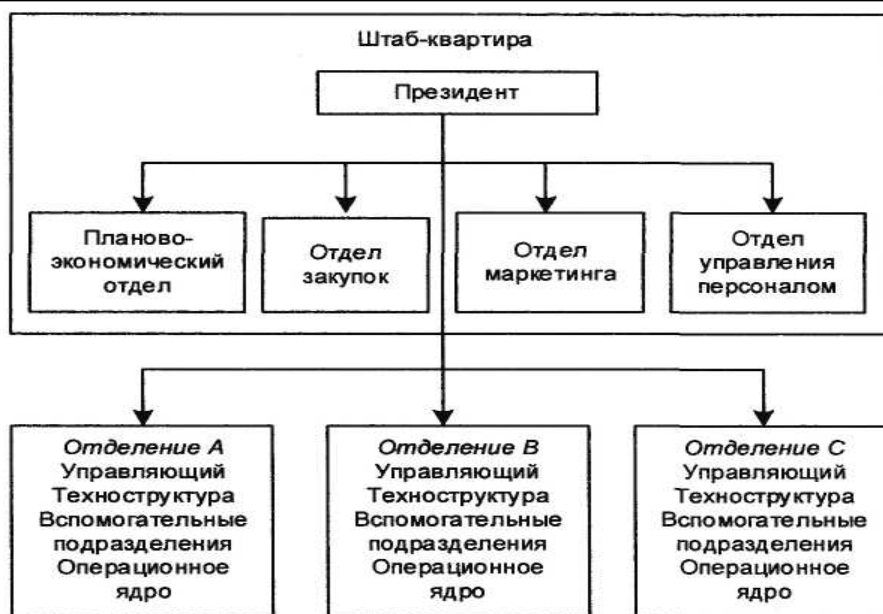 Штаб-квартира
Президент
Планово-
экономический
отдел
Отдел
закупок
Отдел
маркетинга
Отдел
управления
персоналом
Отделение А
Управляющий
Техноструктура
Вспомогательные
подразделения
Операционное
ядро
Отделение В
Управляющий
Техноструктура
Вспомогательные
подразделения
Операционное
ядро
Отделение С
Управляющий
Техноструктура
Вспомогательные
подразделения
Операционное
ядро